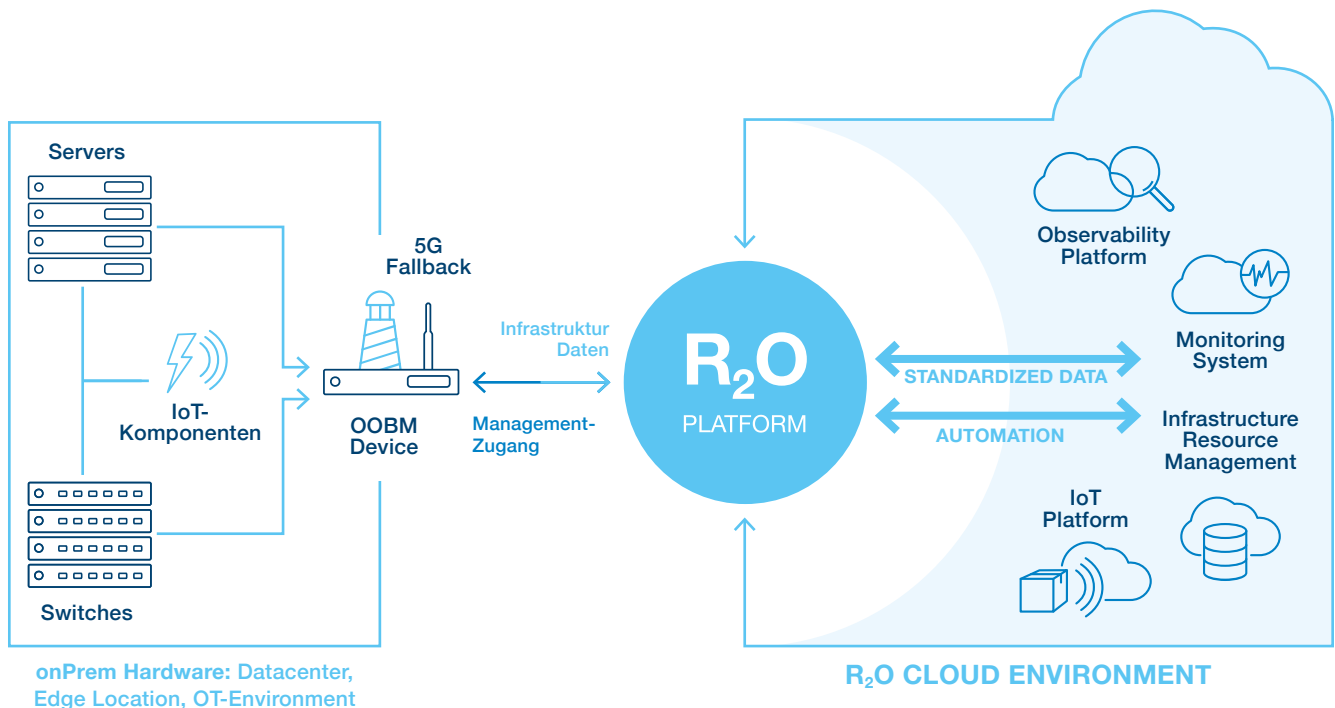 Servers
5G
Fallback
IoT-
Komponenten
OOBM
Device
Switches
onPrem Hardware: Datacenter,
Edge Location, OT-Environment
Infrastruktur
Daten
Management-
Zugang
R₂O
PLATFORM
STANDARDIZED DATA
AUTOMATION
Observability
Platform
Monitoring
System
Infrastructure
Resource
Management
IoT
Platform
R₂O CLOUD ENVIRONMENT